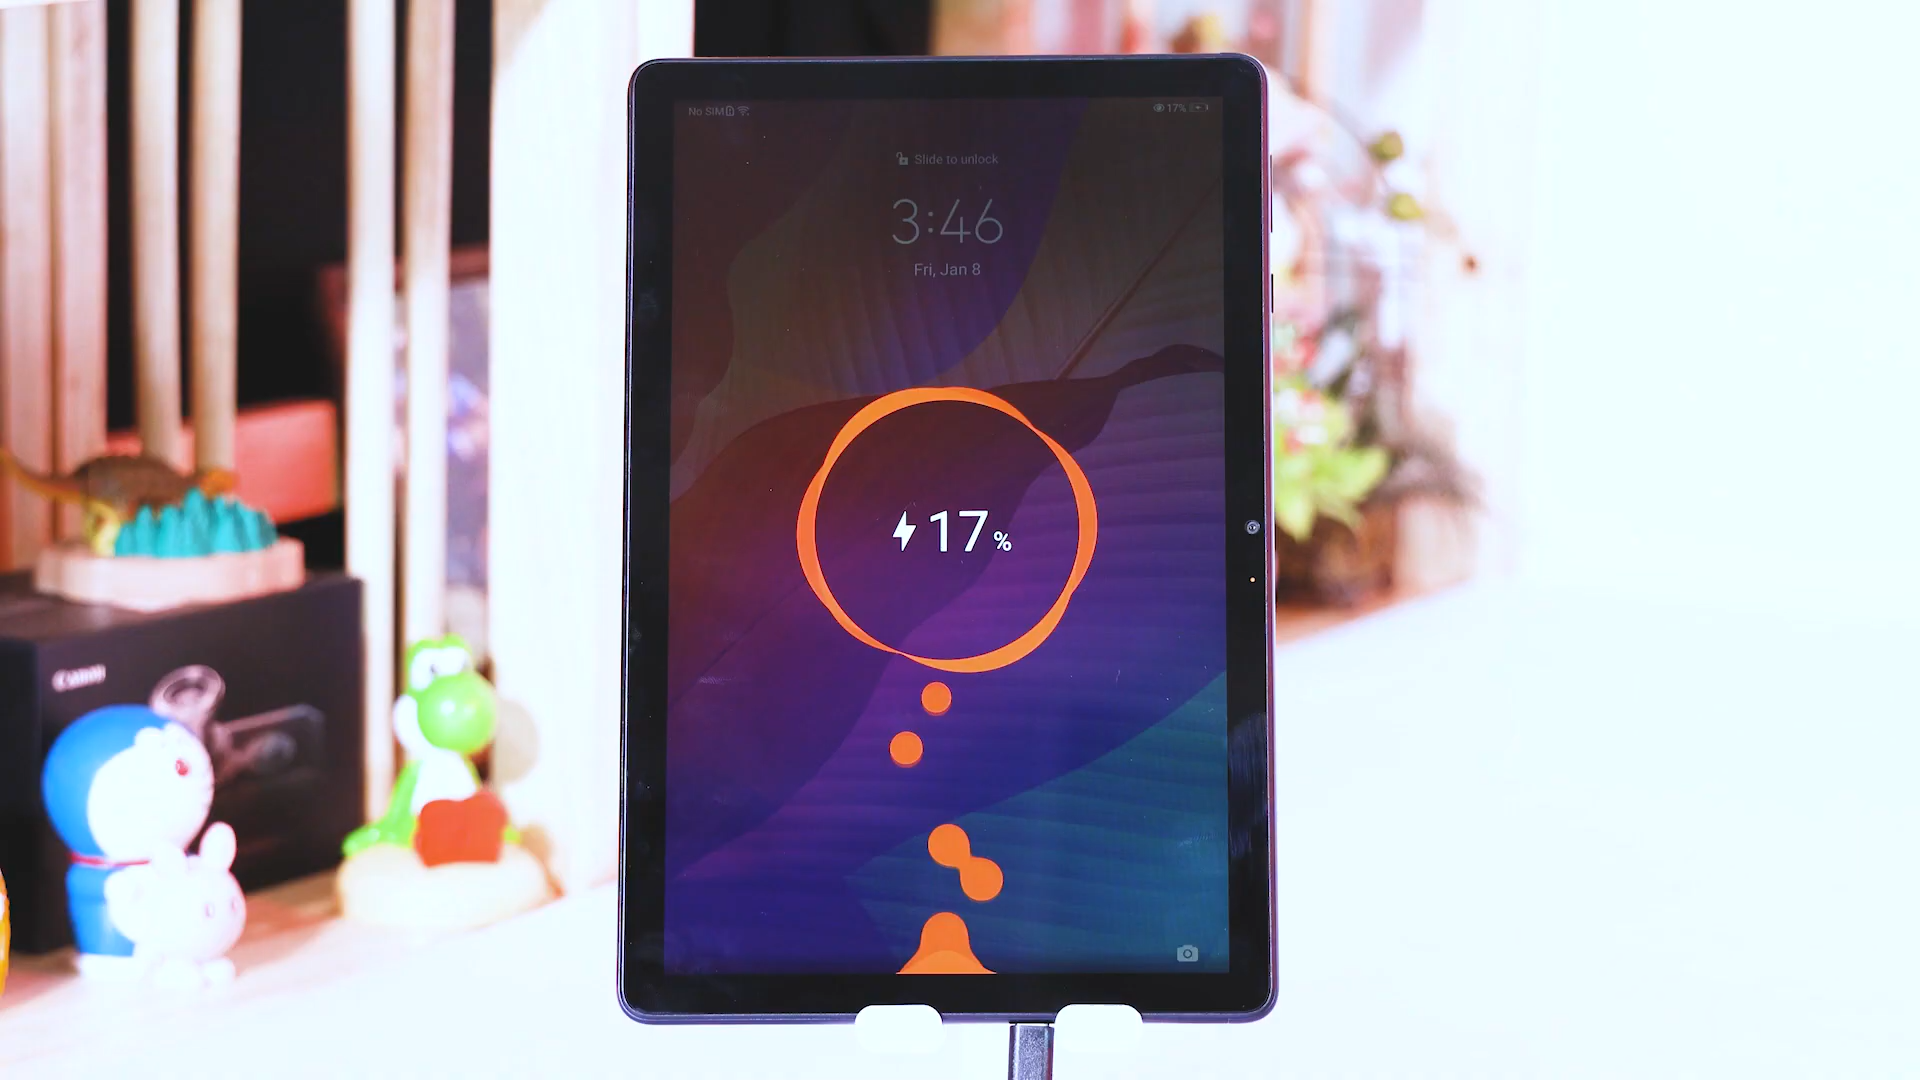 No SIM
17%
Slide to unlock
3:46
Fri, Jan 8
17%
Canon